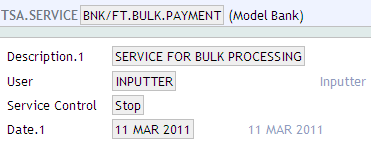 TSA.SERVICE BNK/FT.BULK.PAYMENT (Model Bank)
Description.1 SERVICE FOR BULK PROCESSING
User INPUTTER Inputter
Service Control Stop
Date.1 11 MAR 2011 11 MAR 2011